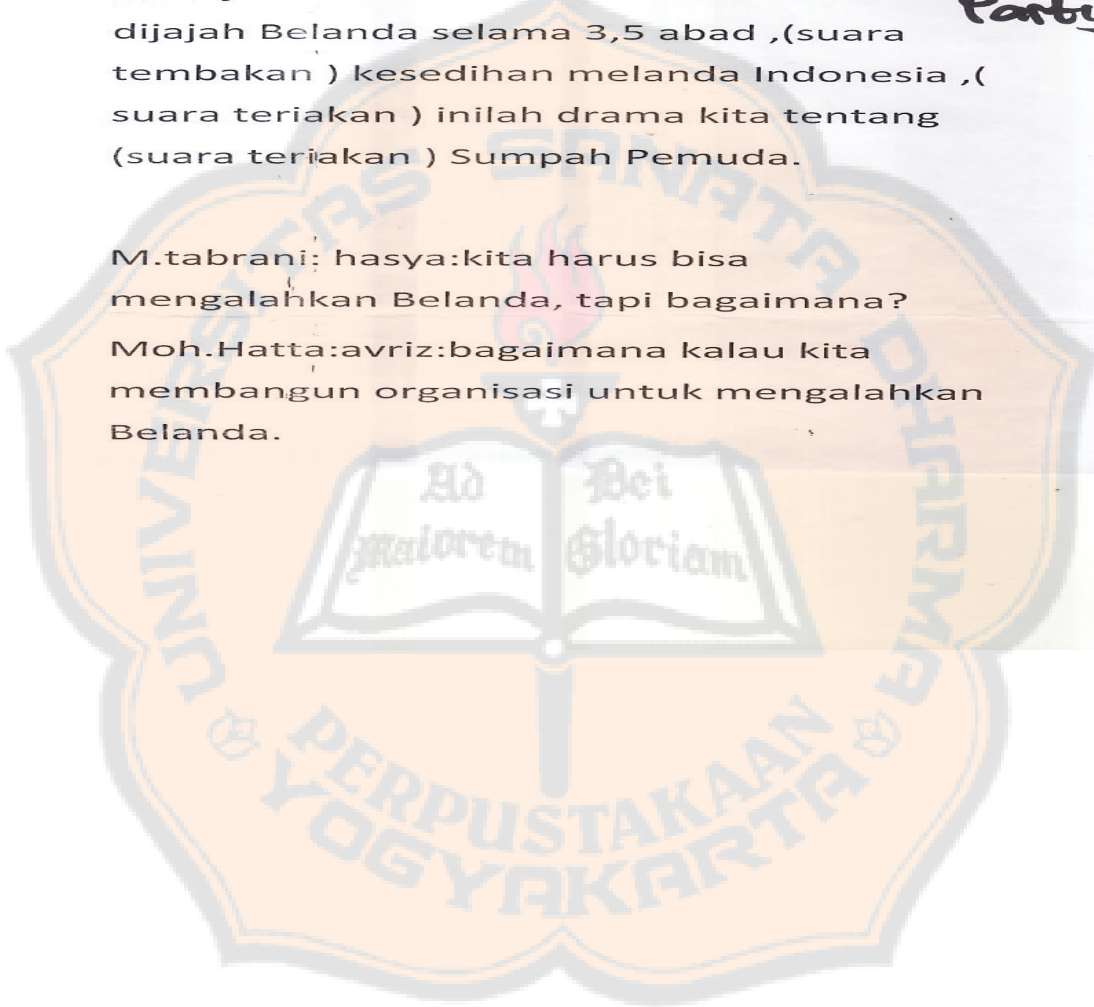 dijajah Belanda selama 3,5 abad ,(suara
tembakan ) kesedihan melanda Indonesia ,(
suara teriakan ) inilah drama kita tentang
(suara teriakan ) Sumpah Pemuda.
M.tabrani: hasya:kita harus bisa
mengalahkan Belanda, tapi bagaimana?
Moh.Hatta:avriz:bagaimana kalau kita
membangun organisasi untuk mengalahkan
Belanda.
UNIVERSITAS SANATA DHARMA
Ad Dei
Maiorem Gloriam
PERPUSTAKAAN
YOGYAKARTA